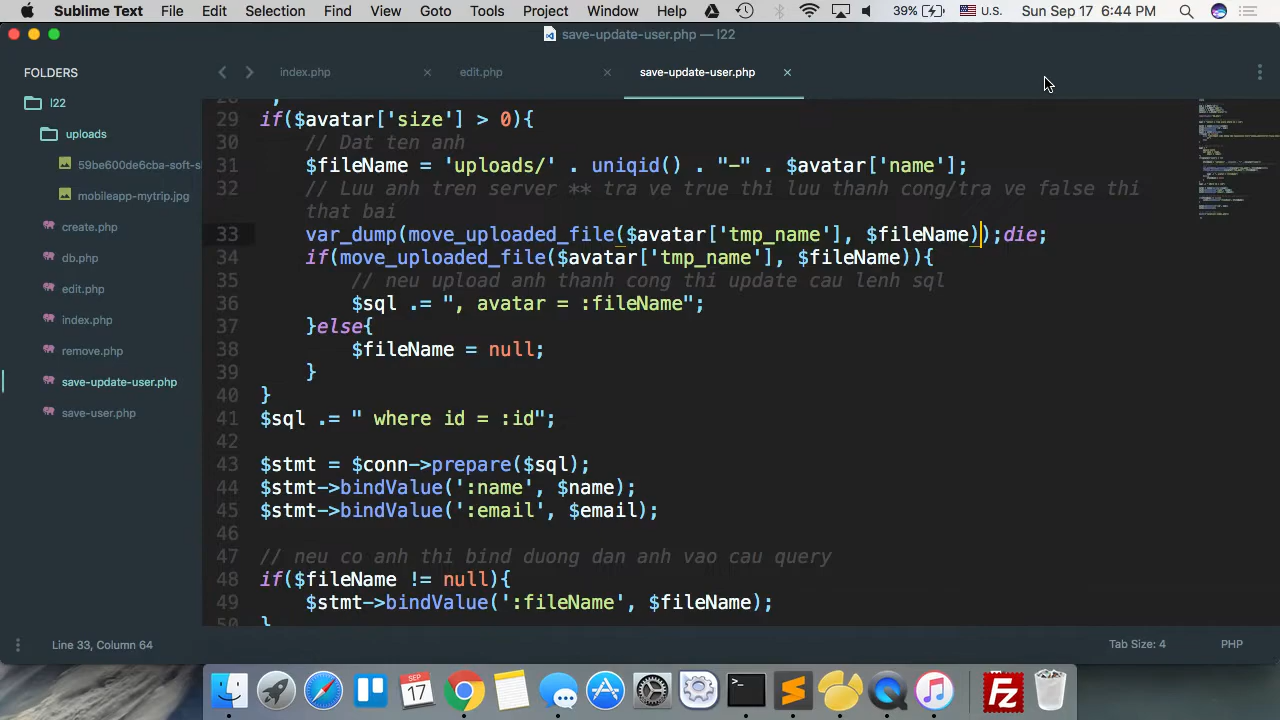 Sublime Text File Edit Selection Find View Goto Tools Project Window Help 39% U.S. Sun Sep 17 6:44 PM
save-update-user.php — l22
FOLDERS
index.php edit.php save-update-user.php
l22
uploads
59be600de6cba-soft-s
mobileapp-mytrip.jpg
create.php
db.php
edit.php
index.php
remove.php
save-update-user.php
save-user.php
29 if($avatar['size'] > 0){
30 // Dat ten anh
31 $fileName = 'uploads/' . uniqid() . "-" . $avatar['name'];
32 // Luu anh tren server ** tra ve true thi luu thanh cong/tra ve false thi
that bai
33 var_dump(move_uploaded_file($avatar['tmp_name'], $fileName));die;
34 if(move_uploaded_file($avatar['tmp_name'], $fileName)){
35 // neu upload anh thanh cong thi update cau lenh sql
36 $sql .= ", avatar = :fileName";
37 }else{
38 $fileName = null;
39 }
40 }
41 $sql .= " where id = :id";
42
43 $stmt = $conn->prepare($sql);
44 $stmt->bindValue(':name', $name);
45 $stmt->bindValue(':email', $email);
46
47 // neu co anh thi bind duong dan anh vao cau query
48 if($fileName != null){
49 $stmt->bindValue(':fileName', $fileName);
50 }
Line 33, Column 64 Tab Size: 4 PHP
SEP
17
Fz